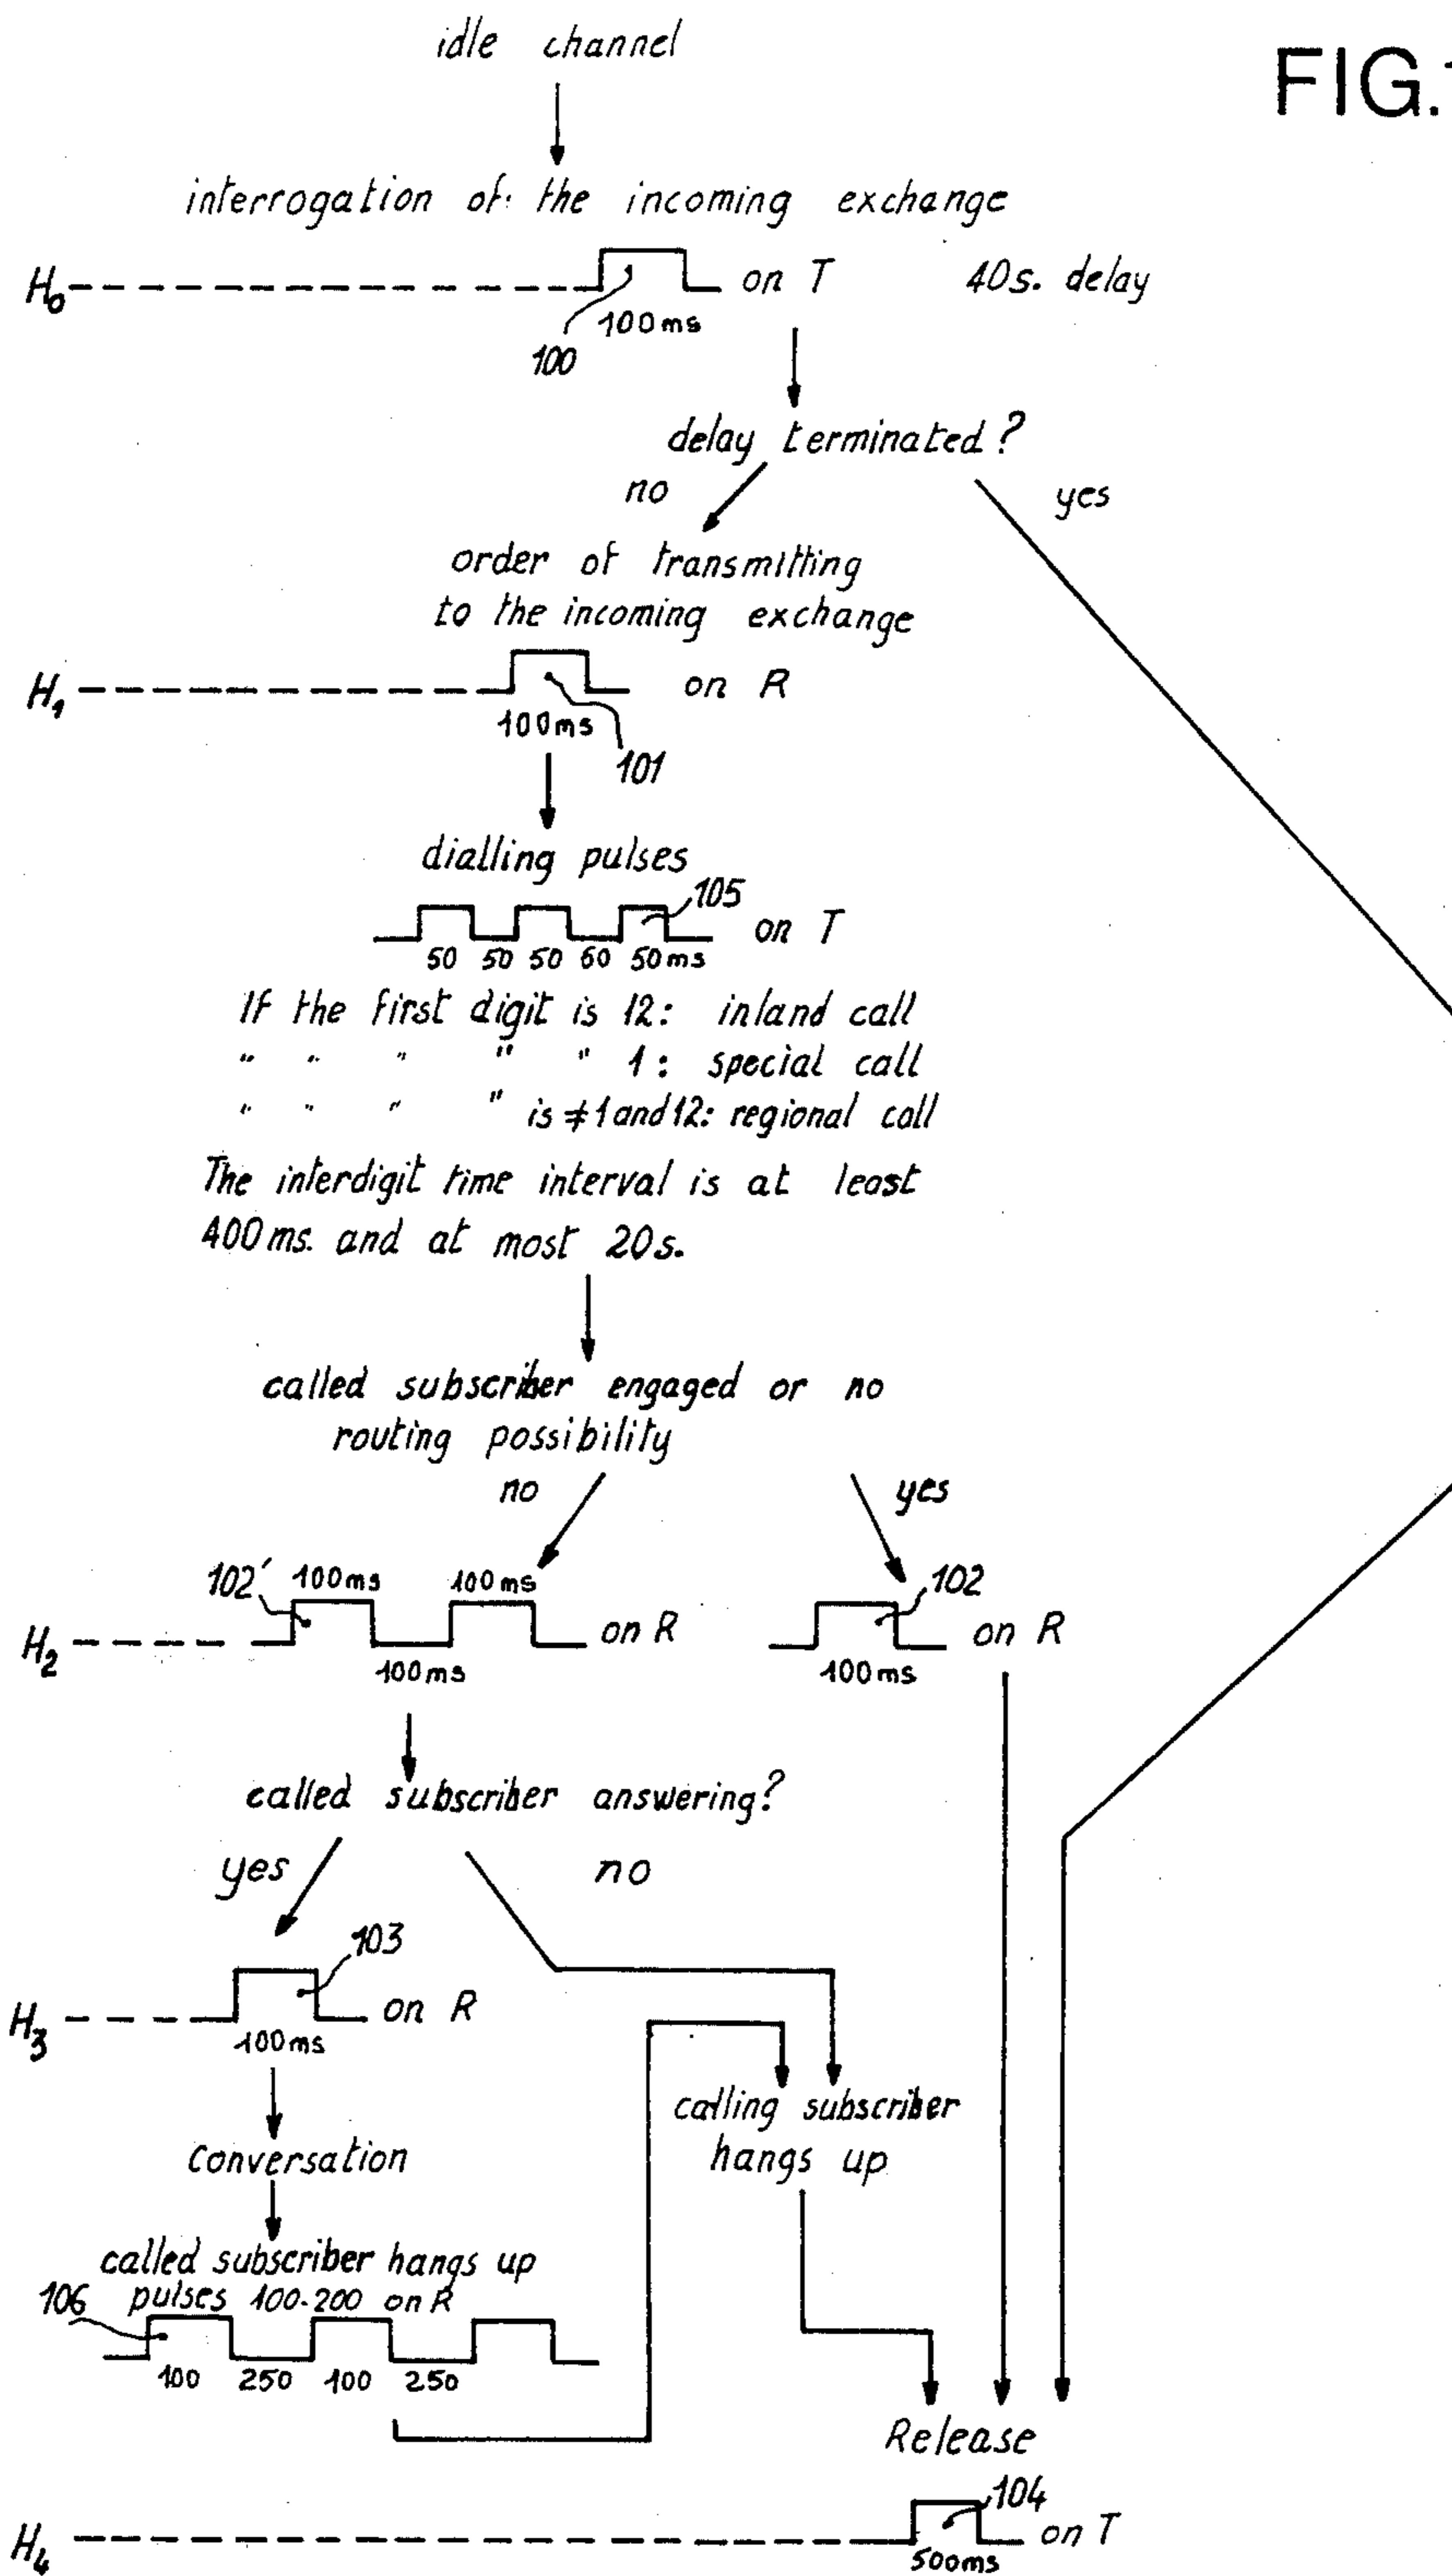 FIG.1
idle channel
interrogation of the incoming exchange
H₀ on T 40s. delay
100ms
100
delay terminated?
no yes
order of transmitting
to the incoming exchange
H₁ on R
100ms
101
dialling pulses
105
on T
50 50 50 60 50ms
If the first digit is 12: inland call
" " " " " 1: special call
" " " " is ≠1 and 12: regional call
The interdigit time interval is at least
400ms. and at most 20s.
called subscriber engaged or no
routing possibility
no yes
102' 100ms 100ms 102
H₂ on R on R
100ms 100ms
called subscriber answering?
yes no
103
H₃ on R
100ms
calling subscriber
hangs up
conversation
called subscriber hangs up
106 pulses 100-200 on R
100 250 100 250
Release
104
H₄ on T
500ms